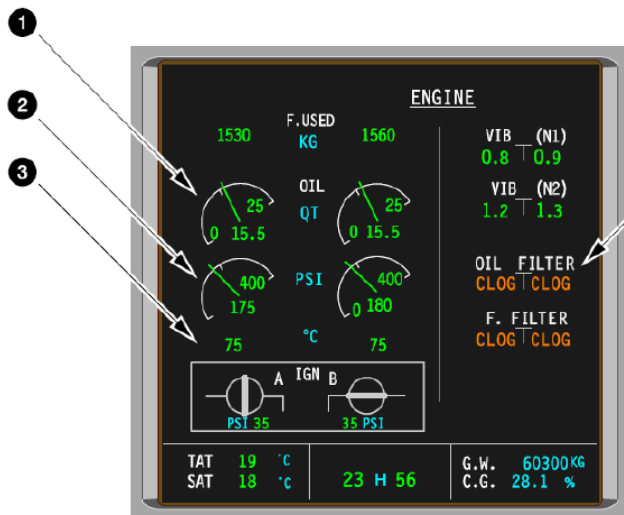 1
2
3
ENGINE
F.USED
1530 KG 1560
VIB (N1)
0.8 0.9
OIL
25 QT 25
0 15.5 0 15.5
VIB (N2)
1.2 1.3
400 PSI 400
175 0 180
OIL FILTER
CLOG CLOG
75 °C 75
F. FILTER
CLOG CLOG
A IGN B
PSI 35 35 PSI
TAT 19 °C
SAT 18 °C
23 H 56
G.W. 60300 KG
C.G. 28.1 %